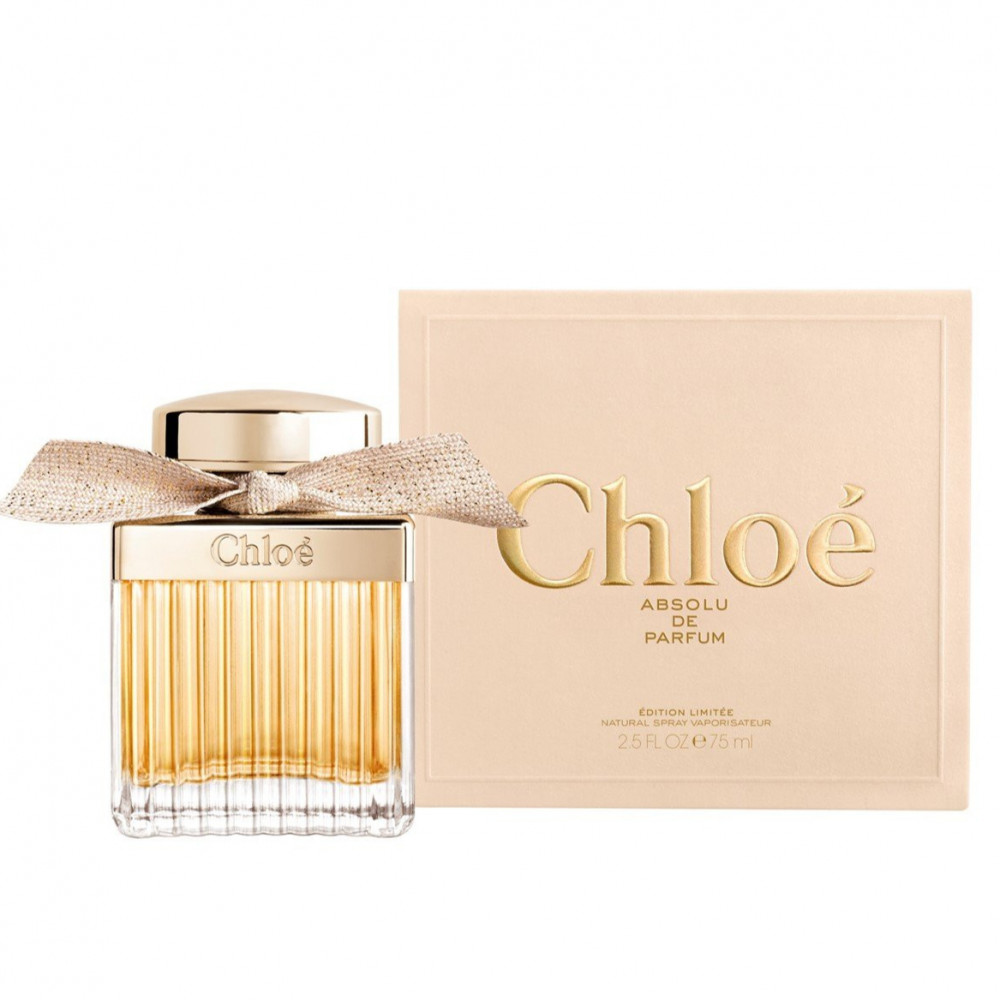 Chloé
Chloé
ABSOLU
DE
PARFUM
ÉDITION LIMITÉE
NATURAL SPRAY VAPORISATEUR
2.5 FL OZ ℮ 75 ml